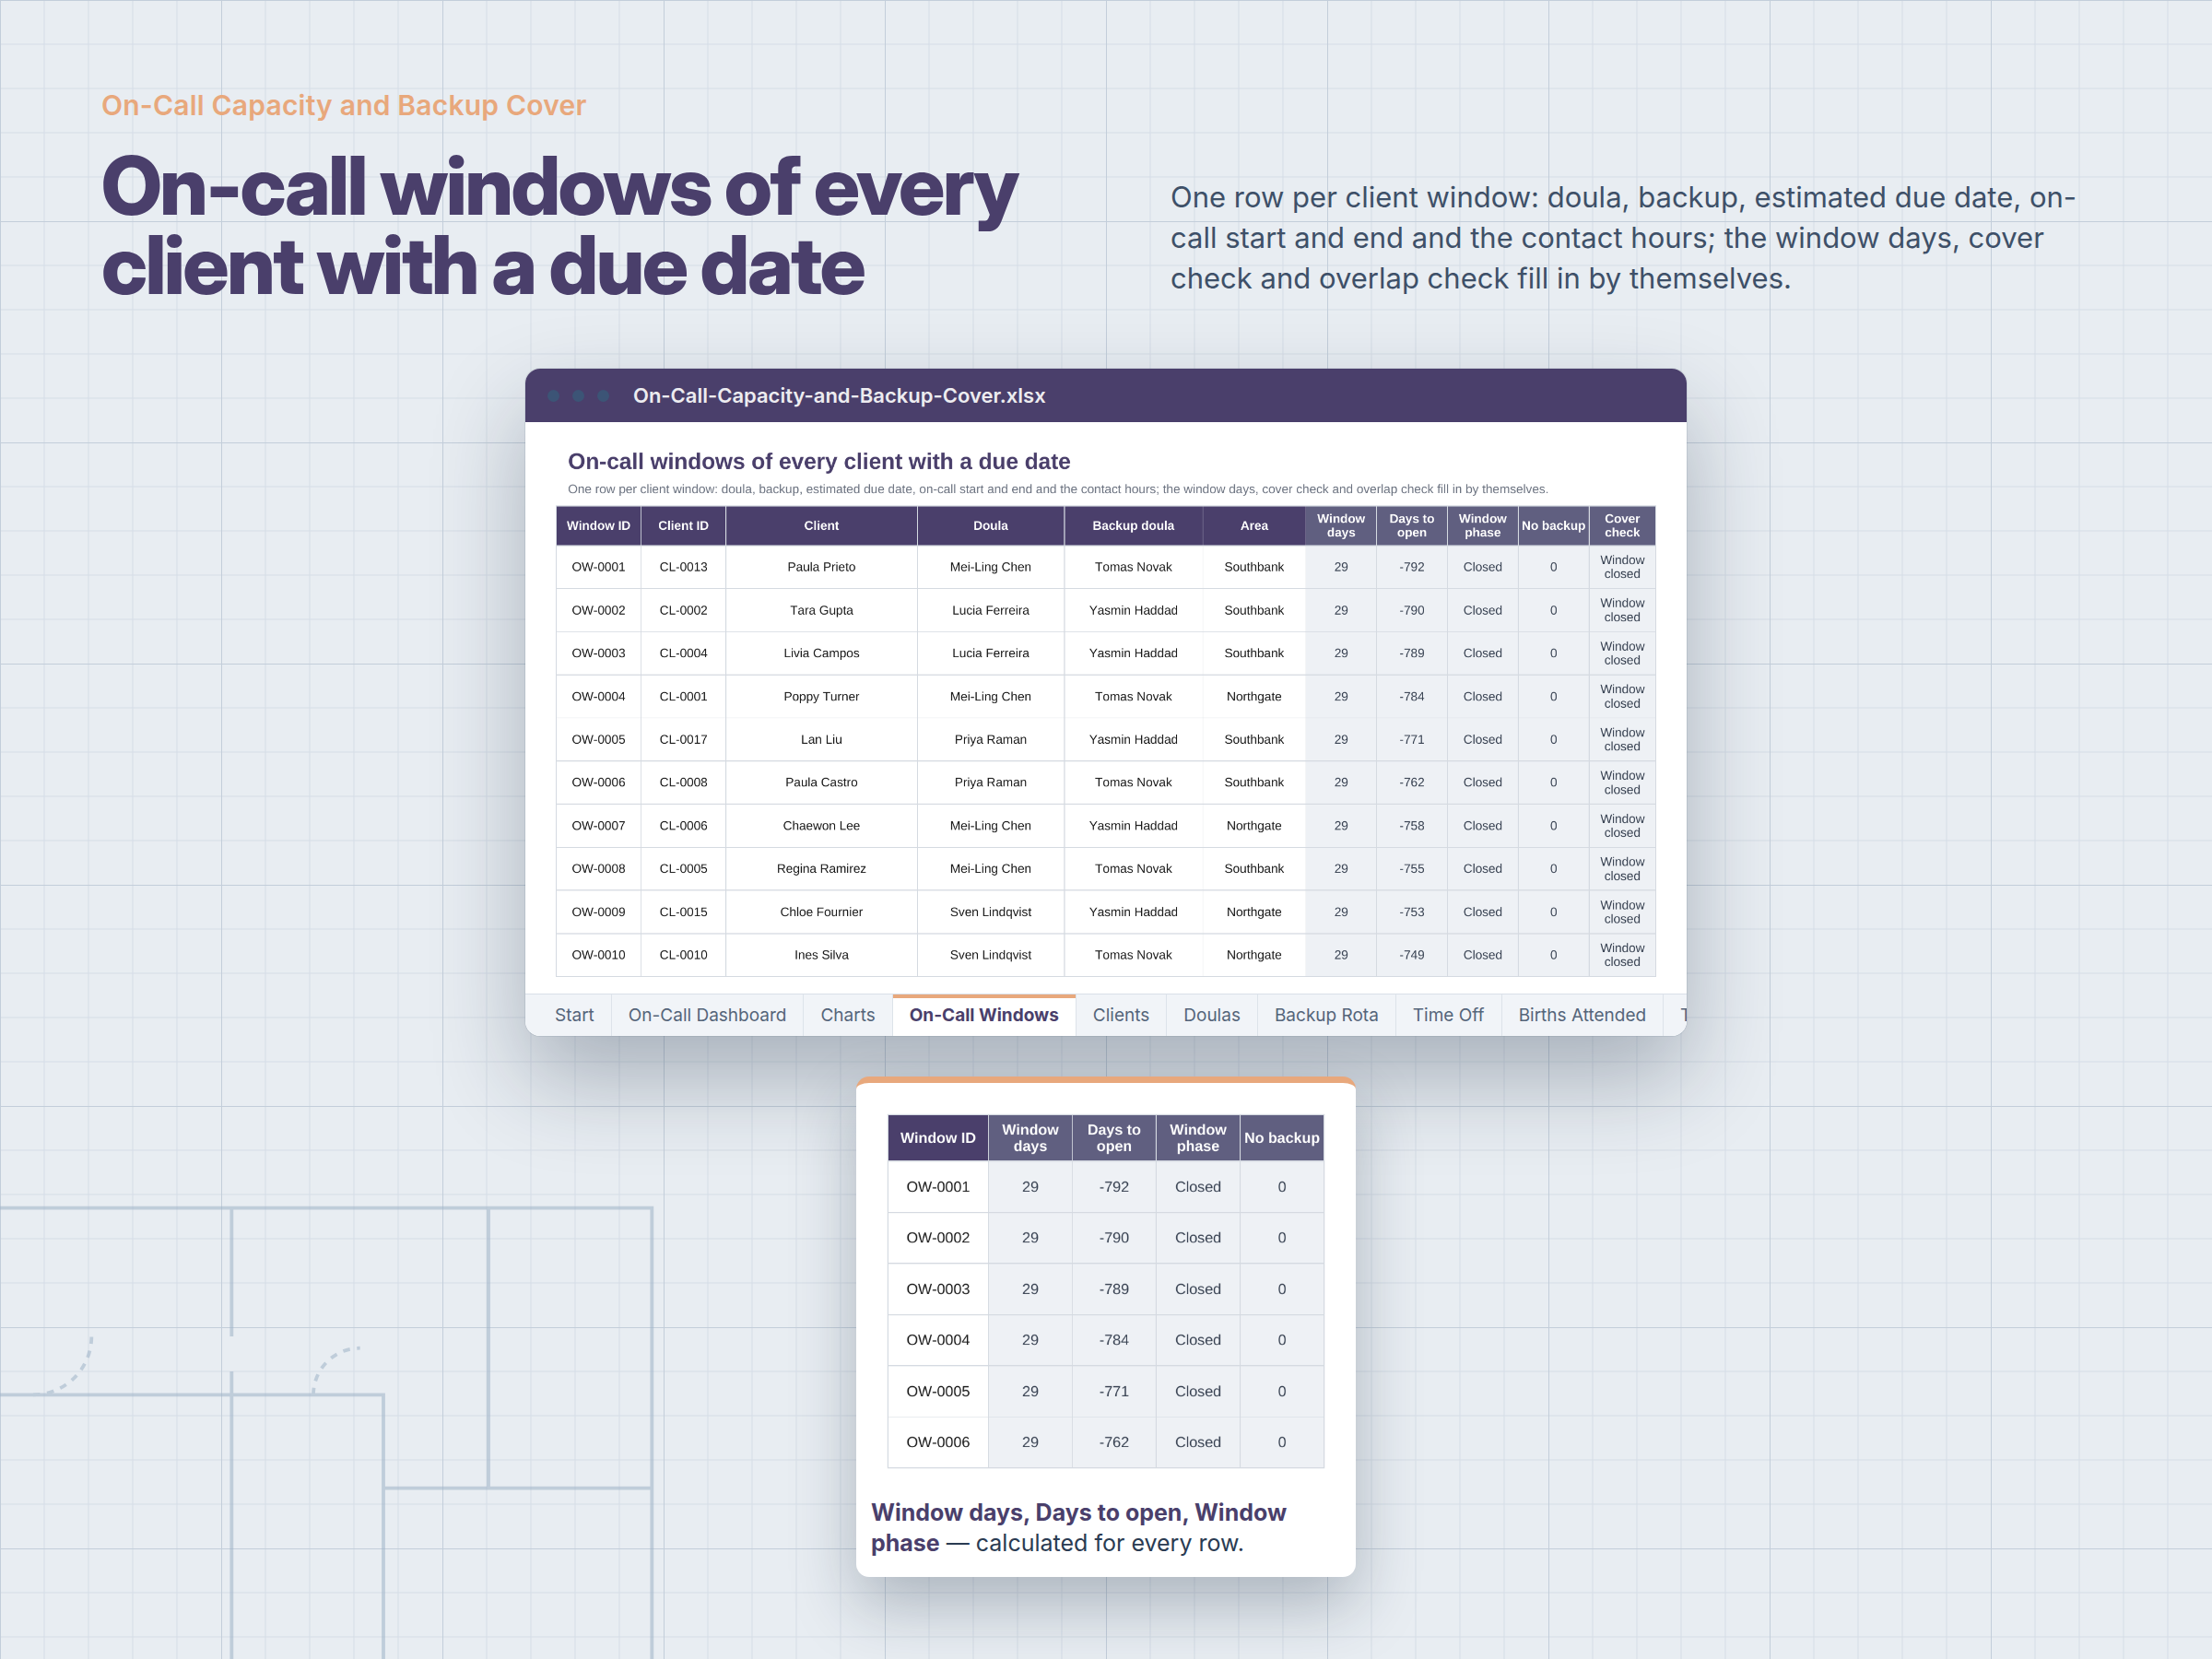 On-Call Capacity and Backup Cover
On-call windows of every
client with a due date
One row per client window: doula, backup, estimated due date, on-
call start and end and the contact hours; the window days, cover
check and overlap check fill in by themselves.
On-Call-Capacity-and-Backup-Cover.xlsx
On-call windows of every client with a due date
One row per client window: doula, backup, estimated due date, on-call start and end and the contact hours; the window days, cover check and overlap check fill in by themselves.
Window ID Client ID Client Doula Backup doula Area Window days Days to open Window phase No backup Cover check
OW-0001 CL-0013 Paula Prieto Mei-Ling Chen Tomas Novak Southbank 29 -792 Closed 0 Window closed
OW-0002 CL-0002 Tara Gupta Lucia Ferreira Yasmin Haddad Southbank 29 -790 Closed 0 Window closed
OW-0003 CL-0004 Livia Campos Lucia Ferreira Yasmin Haddad Southbank 29 -789 Closed 0 Window closed
OW-0004 CL-0001 Poppy Turner Mei-Ling Chen Tomas Novak Northgate 29 -784 Closed 0 Window closed
OW-0005 CL-0017 Lan Liu Priya Raman Yasmin Haddad Southbank 29 -771 Closed 0 Window closed
OW-0006 CL-0008 Paula Castro Priya Raman Tomas Novak Southbank 29 -762 Closed 0 Window closed
OW-0007 CL-0006 Chaewon Lee Mei-Ling Chen Yasmin Haddad Northgate 29 -758 Closed 0 Window closed
OW-0008 CL-0005 Regina Ramirez Mei-Ling Chen Tomas Novak Southbank 29 -755 Closed 0 Window closed
OW-0009 CL-0015 Chloe Fournier Sven Lindqvist Yasmin Haddad Northgate 29 -753 Closed 0 Window closed
OW-0010 CL-0010 Ines Silva Sven Lindqvist Tomas Novak Northgate 29 -749 Closed 0 Window closed
Start On-Call Dashboard Charts On-Call Windows Clients Doulas Backup Rota Time Off Births Attended
Window ID Window days Days to open Window phase No backup
OW-0001 29 -792 Closed 0
OW-0002 29 -790 Closed 0
OW-0003 29 -789 Closed 0
OW-0004 29 -784 Closed 0
OW-0005 29 -771 Closed 0
OW-0006 29 -762 Closed 0
Window days, Days to open, Window
phase — calculated for every row.